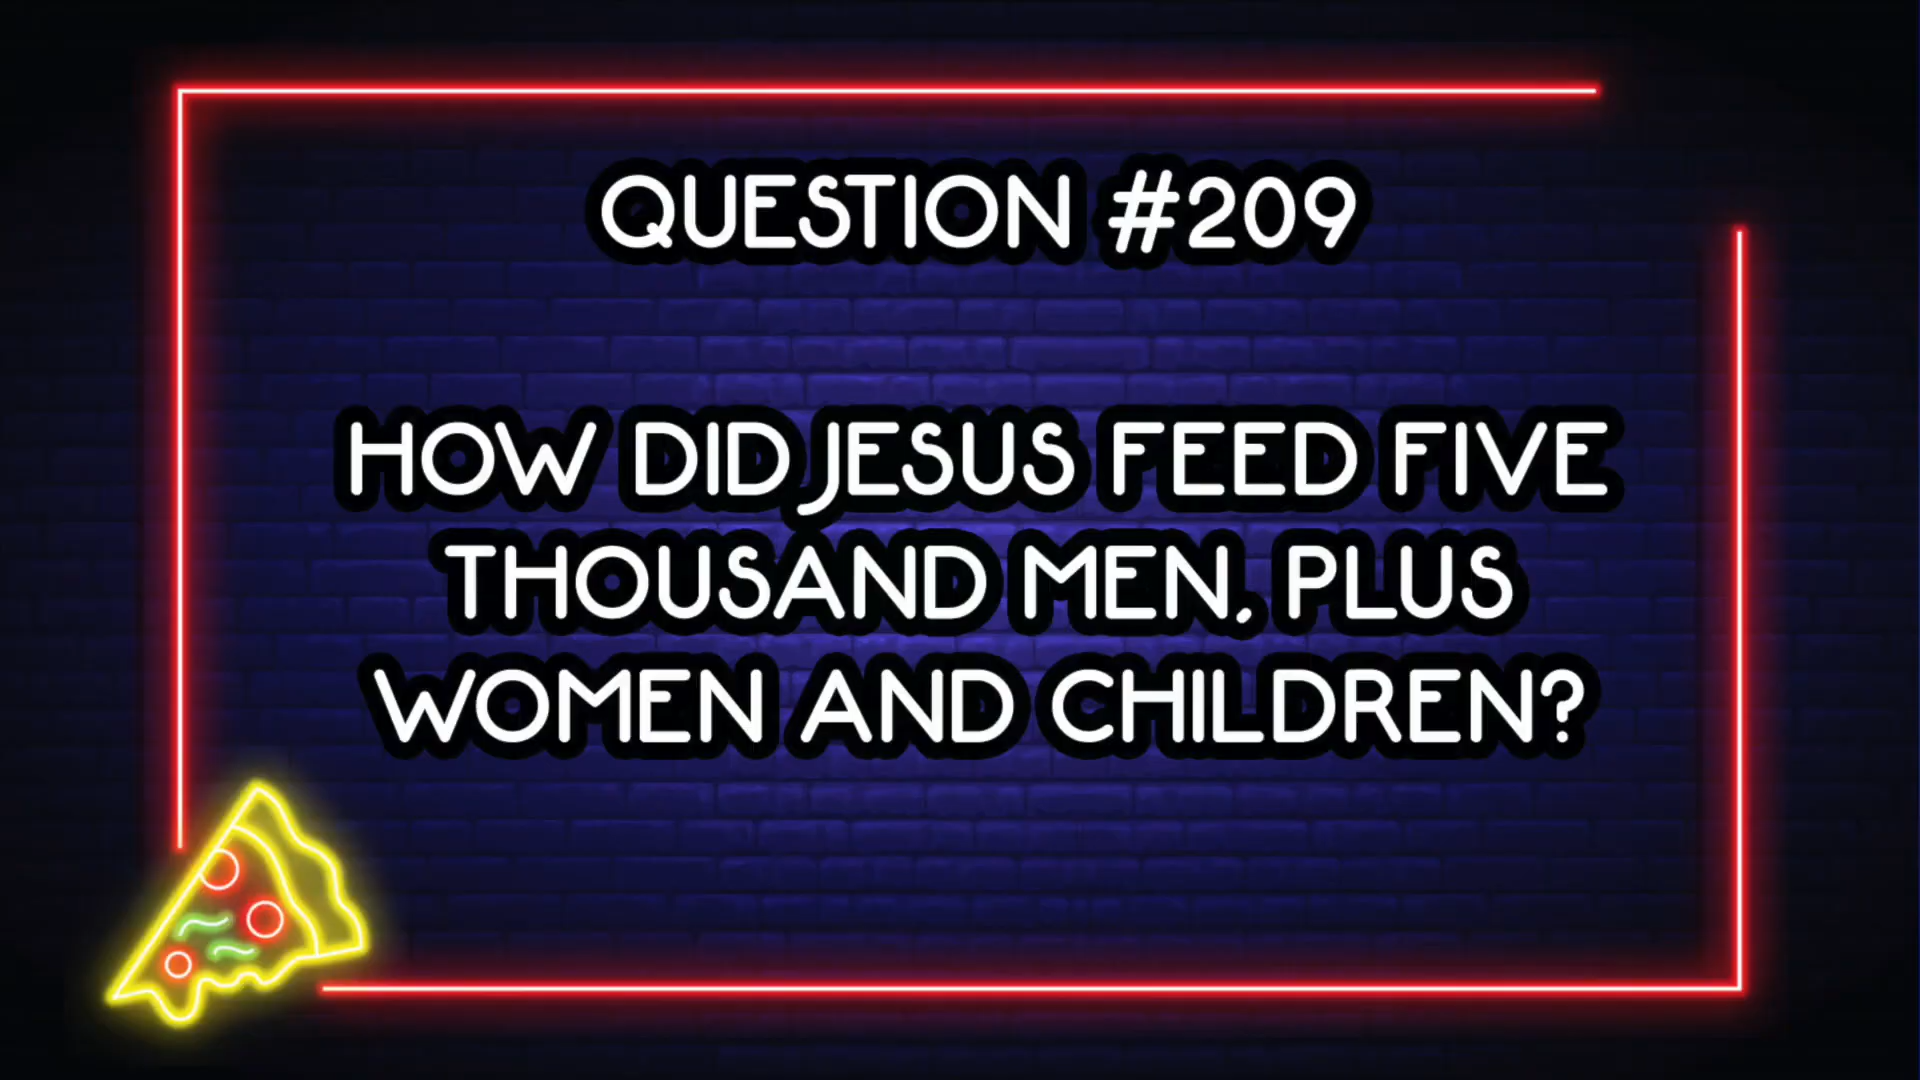 QUESTION #209
HOW DID JESUS FEED FIVE
THOUSAND MEN, PLUS
WOMEN AND CHILDREN?